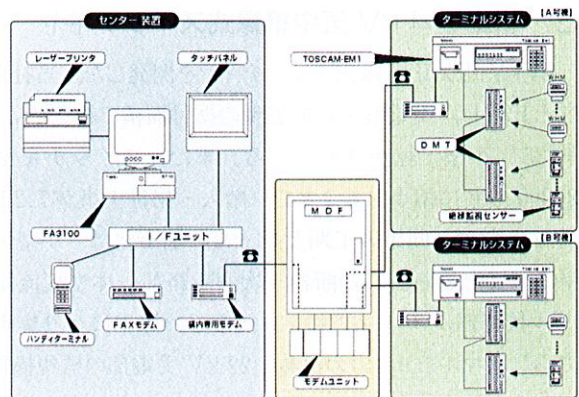 センター 装置
レーザープリンタ
タッチパネル
FA3100
I/Fユニット
ハンディターミナル
FAXモデム
構内専用モデム
TOSCAM-EM1
MDF
モデムユニット
ターミナルシステム
【A号機】
WHM
WHM
DMT
絶縁監視センサー
ターミナルシステム
【B号機】